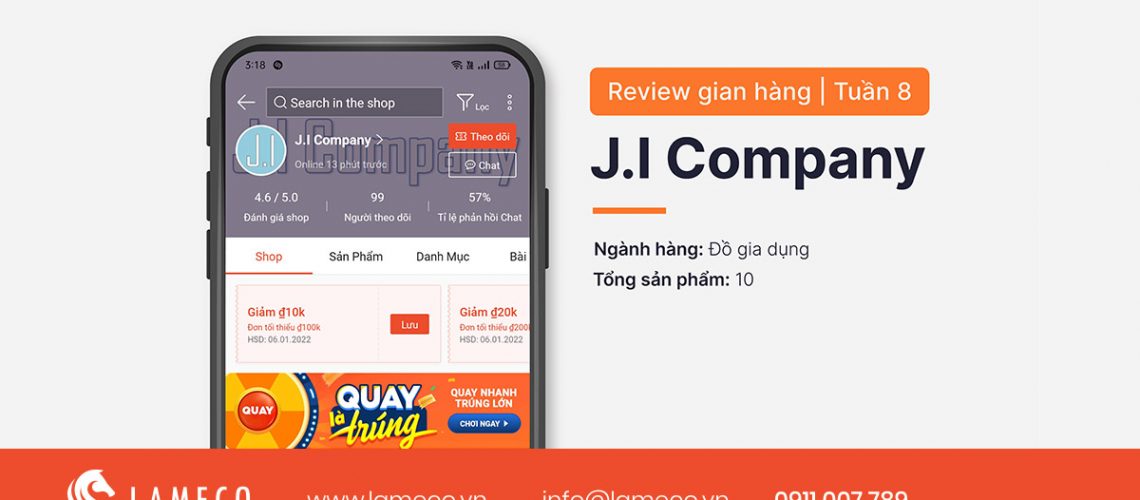 3:18
Search in the shop
Lọc
J.I Company
J.I Company >
Theo dõi
Online 13 phút trước
Chat
4.6 / 5.0
99
57%
Đánh giá shop
Người theo dõi
Tỉ lệ phản hồi Chat
Shop
Sản Phẩm
Danh Mục
Bài
Giảm ₫10k
Đơn tối thiểu ₫100k
HSD: 06.01.2022
Lưu
Giảm ₫20k
Đơn tối thiểu ₫200
HSD: 06.01.2022
QUAY
QUAY
là trúng
QUAY NHANH
TRÚNG LỚN
CHƠI NGAY
Review gian hàng | Tuần 8
J.I Company
Ngành hàng: Đồ gia dụng
Tổng sản phẩm: 10
LAMECO
www.lameco.vn
info@lameco.vn
0911 007 789